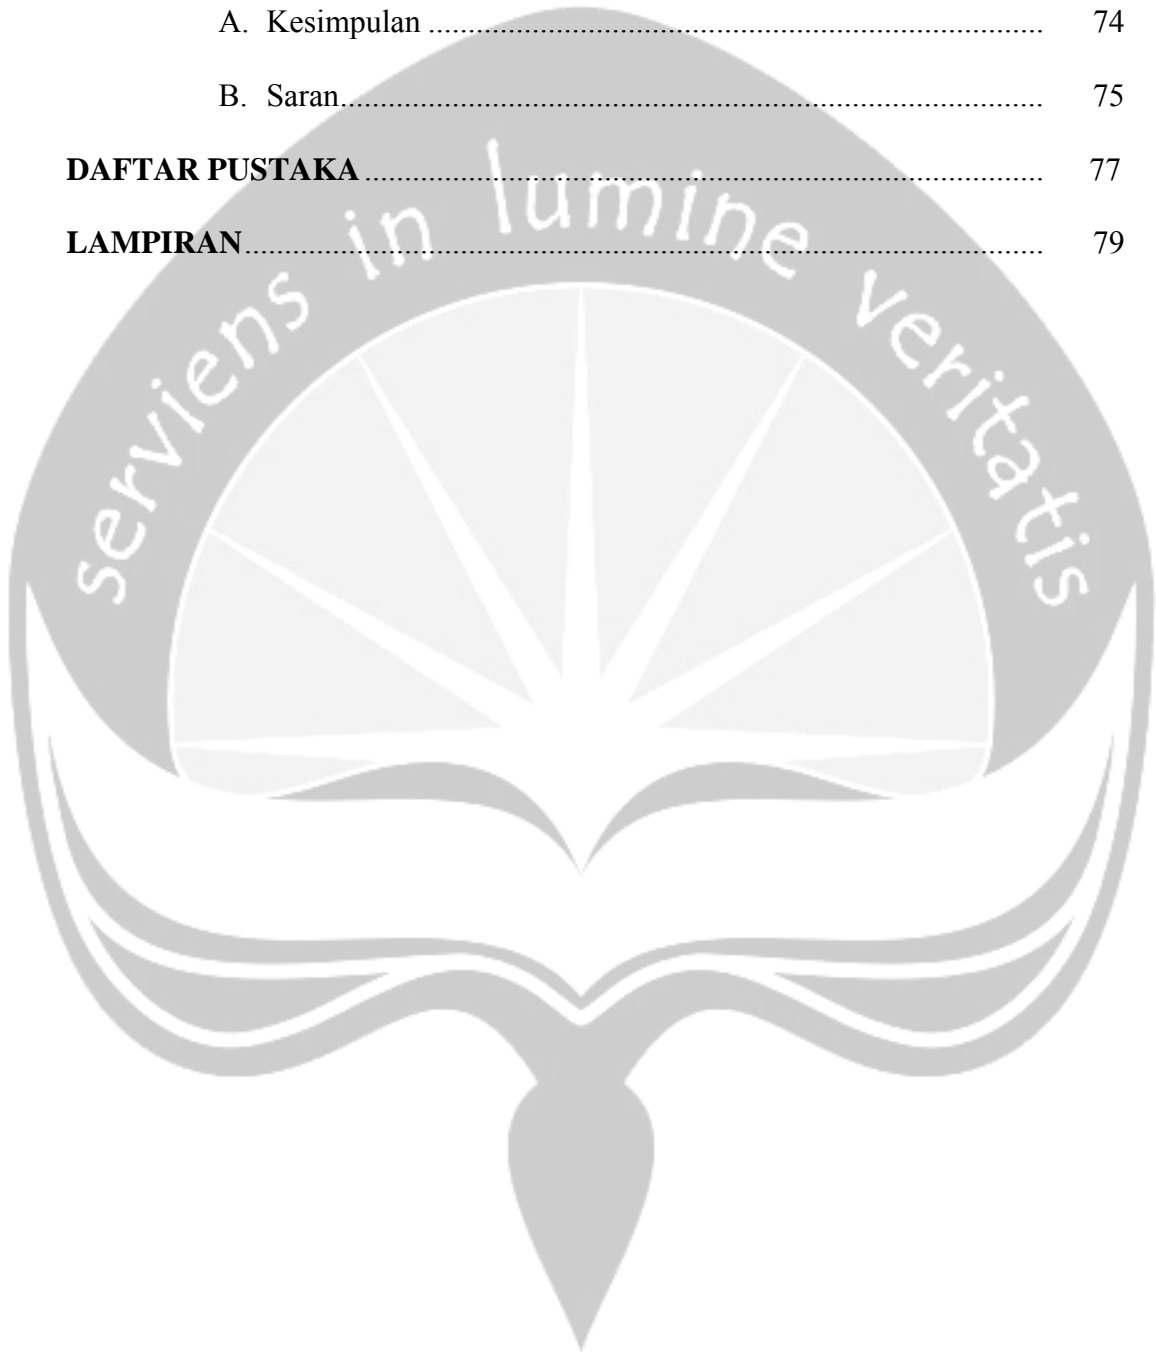 A. Kesimpulan ........................................................................... 74
B. Saran...................................................................................... 75
DAFTAR PUSTAKA ................................................................................... 77
LAMPIRAN.................................................................................................. 79
serviens in lumine veritatis